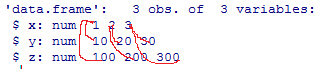 'data.frame': 3 obs. of 3 variables:
$ x: num 1 2 3
$ y: num 10 20 30
$ z: num 100 200 300